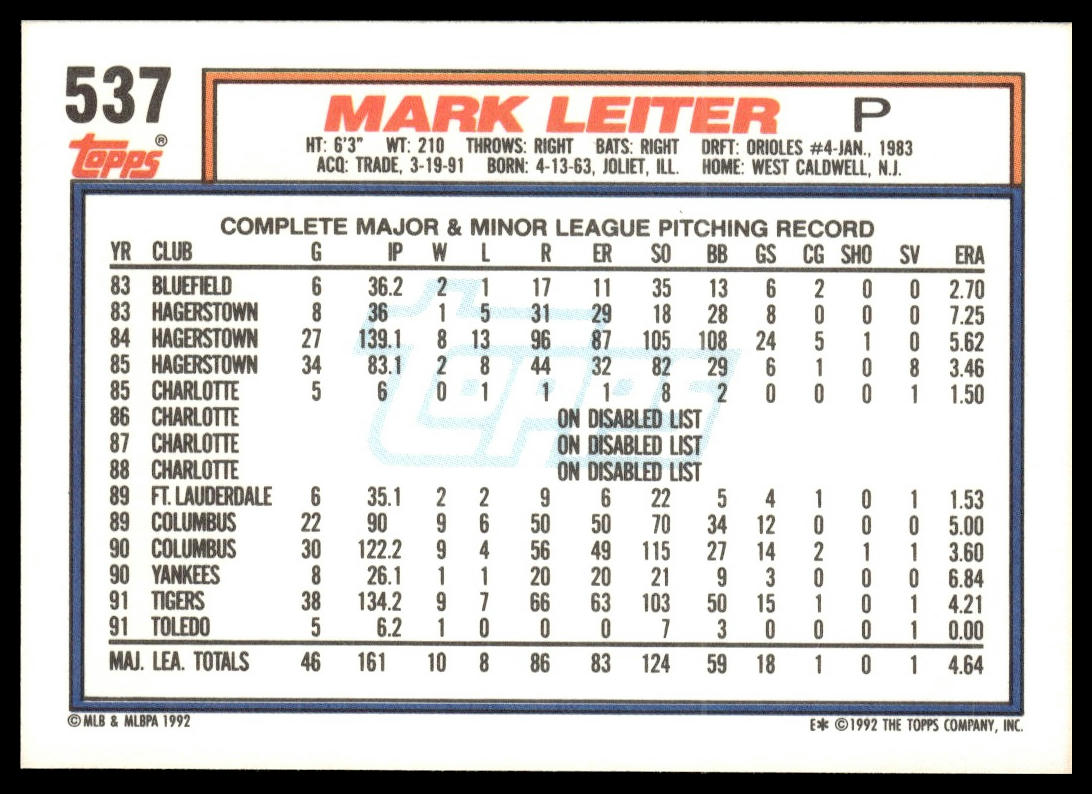 537
MARK LEITER P
topps®
HT: 6'3" WT: 210 THROWS: RIGHT BATS: RIGHT DRFT: ORIOLES #4-JAN., 1983
ACQ: TRADE, 3-19-91 BORN: 4-13-63, JOLIET, ILL. HOME: WEST CALDWELL, N.J.
COMPLETE MAJOR & MINOR LEAGUE PITCHING RECORD
YR CLUB G IP W L R ER SO BB GS CG SHO SV ERA
83 BLUEFIELD 6 36.2 2 1 17 11 35 13 6 2 0 0 2.70
83 HAGERSTOWN 8 36 1 5 31 29 18 28 8 0 0 0 7.25
84 HAGERSTOWN 27 139.1 8 13 96 87 105 108 24 5 1 0 5.62
85 HAGERSTOWN 34 83.1 2 8 44 32 82 29 6 1 0 8 3.46
85 CHARLOTTE 5 6 0 1 1 1 8 2 0 0 0 1 1.50
86 CHARLOTTE ON DISABLED LIST
87 CHARLOTTE ON DISABLED LIST
88 CHARLOTTE ON DISABLED LIST
89 FT. LAUDERDALE 6 35.1 2 2 9 6 22 5 4 1 0 1 1.53
89 COLUMBUS 22 90 9 6 50 50 70 34 12 0 0 0 5.00
90 COLUMBUS 30 122.2 9 4 56 49 115 27 14 2 1 1 3.60
90 YANKEES 8 26.1 1 1 20 20 21 9 3 0 0 0 6.84
91 TIGERS 38 134.2 9 7 66 63 103 50 15 1 0 1 4.21
91 TOLEDO 5 6.2 1 0 0 0 7 3 0 0 0 1 0.00
MAJ. LEA. TOTALS 46 161 10 8 86 83 124 59 18 1 0 1 4.64
topps
© MLB & MLBPA 1992
E* © 1992 THE TOPPS COMPANY, INC.